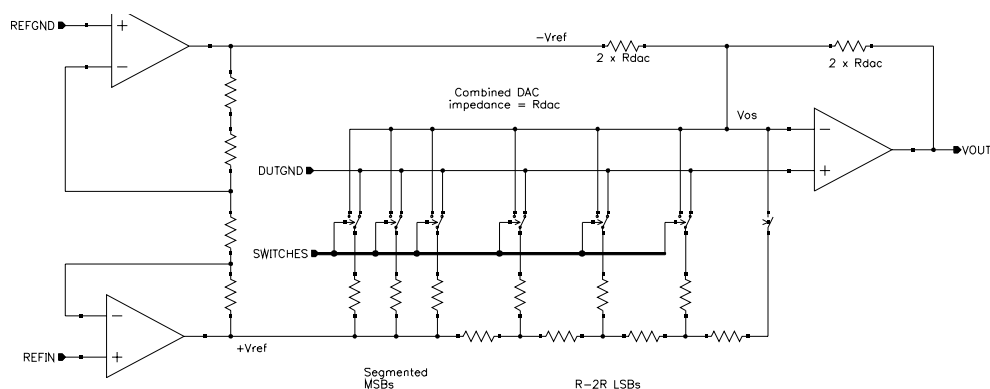 REFGND
+
−
−Vref
2 x Rdac
2 x Rdac
Combined DAC
impedance = Rdac
Vos
−
+
VOUT
DUTGND
SWITCHES
−
+
REFIN
+Vref
Segmented
MSBs
R-2R LSBs